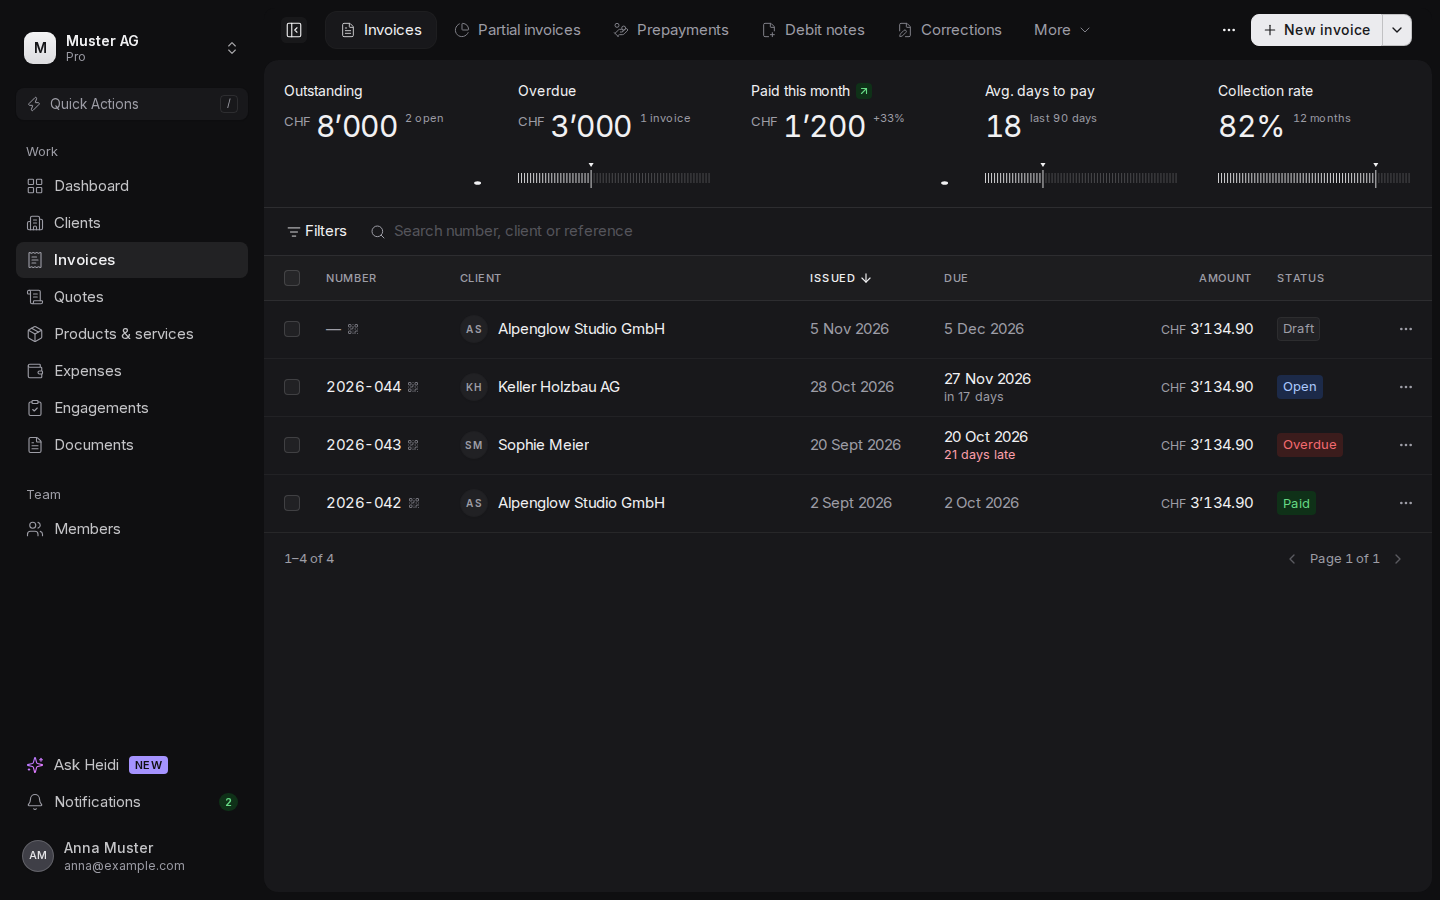 M
Muster AG
Pro
Quick Actions /
Work
Dashboard
Clients
Invoices
Quotes
Products & services
Expenses
Engagements
Documents
Team
Members
Ask Heidi NEW
Notifications 2
AM
Anna Muster
anna@example.com
Invoices Partial invoices Prepayments Debit notes Corrections More
New invoice
Outstanding
CHF 8’000 2 open
Overdue
CHF 3’000 1 invoice
Paid this month
CHF 1’200 +33%
Avg. days to pay
18 last 90 days
Collection rate
82% 12 months
Filters Search number, client or reference
NUMBER CLIENT ISSUED DUE AMOUNT STATUS
— AS Alpenglow Studio GmbH 5 Nov 2026 5 Dec 2026 CHF 3’134.90 Draft
2026-044 KH Keller Holzbau AG 28 Oct 2026 27 Nov 2026 CHF 3’134.90 Open
in 17 days
2026-043 SM Sophie Meier 20 Sept 2026 20 Oct 2026 CHF 3’134.90 Overdue
21 days late
2026-042 AS Alpenglow Studio GmbH 2 Sept 2026 2 Oct 2026 CHF 3’134.90 Paid
1–4 of 4 Page 1 of 1